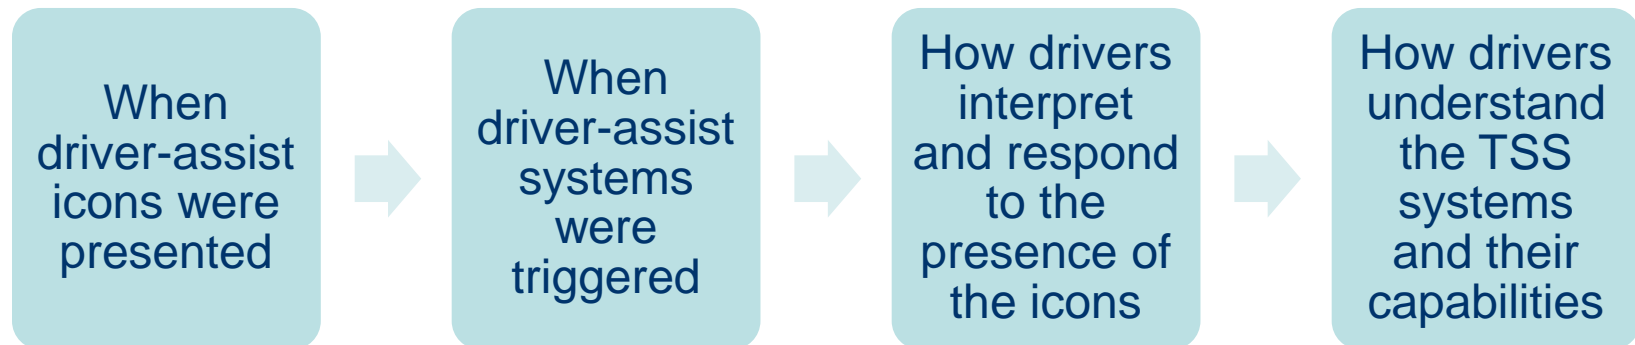 When
driver-assist
icons were
presented
When
driver-assist
systems
were
triggered
How drivers
interpret
and respond
to the
presence of
the icons
How drivers
understand
the TSS
systems
and their
capabilities